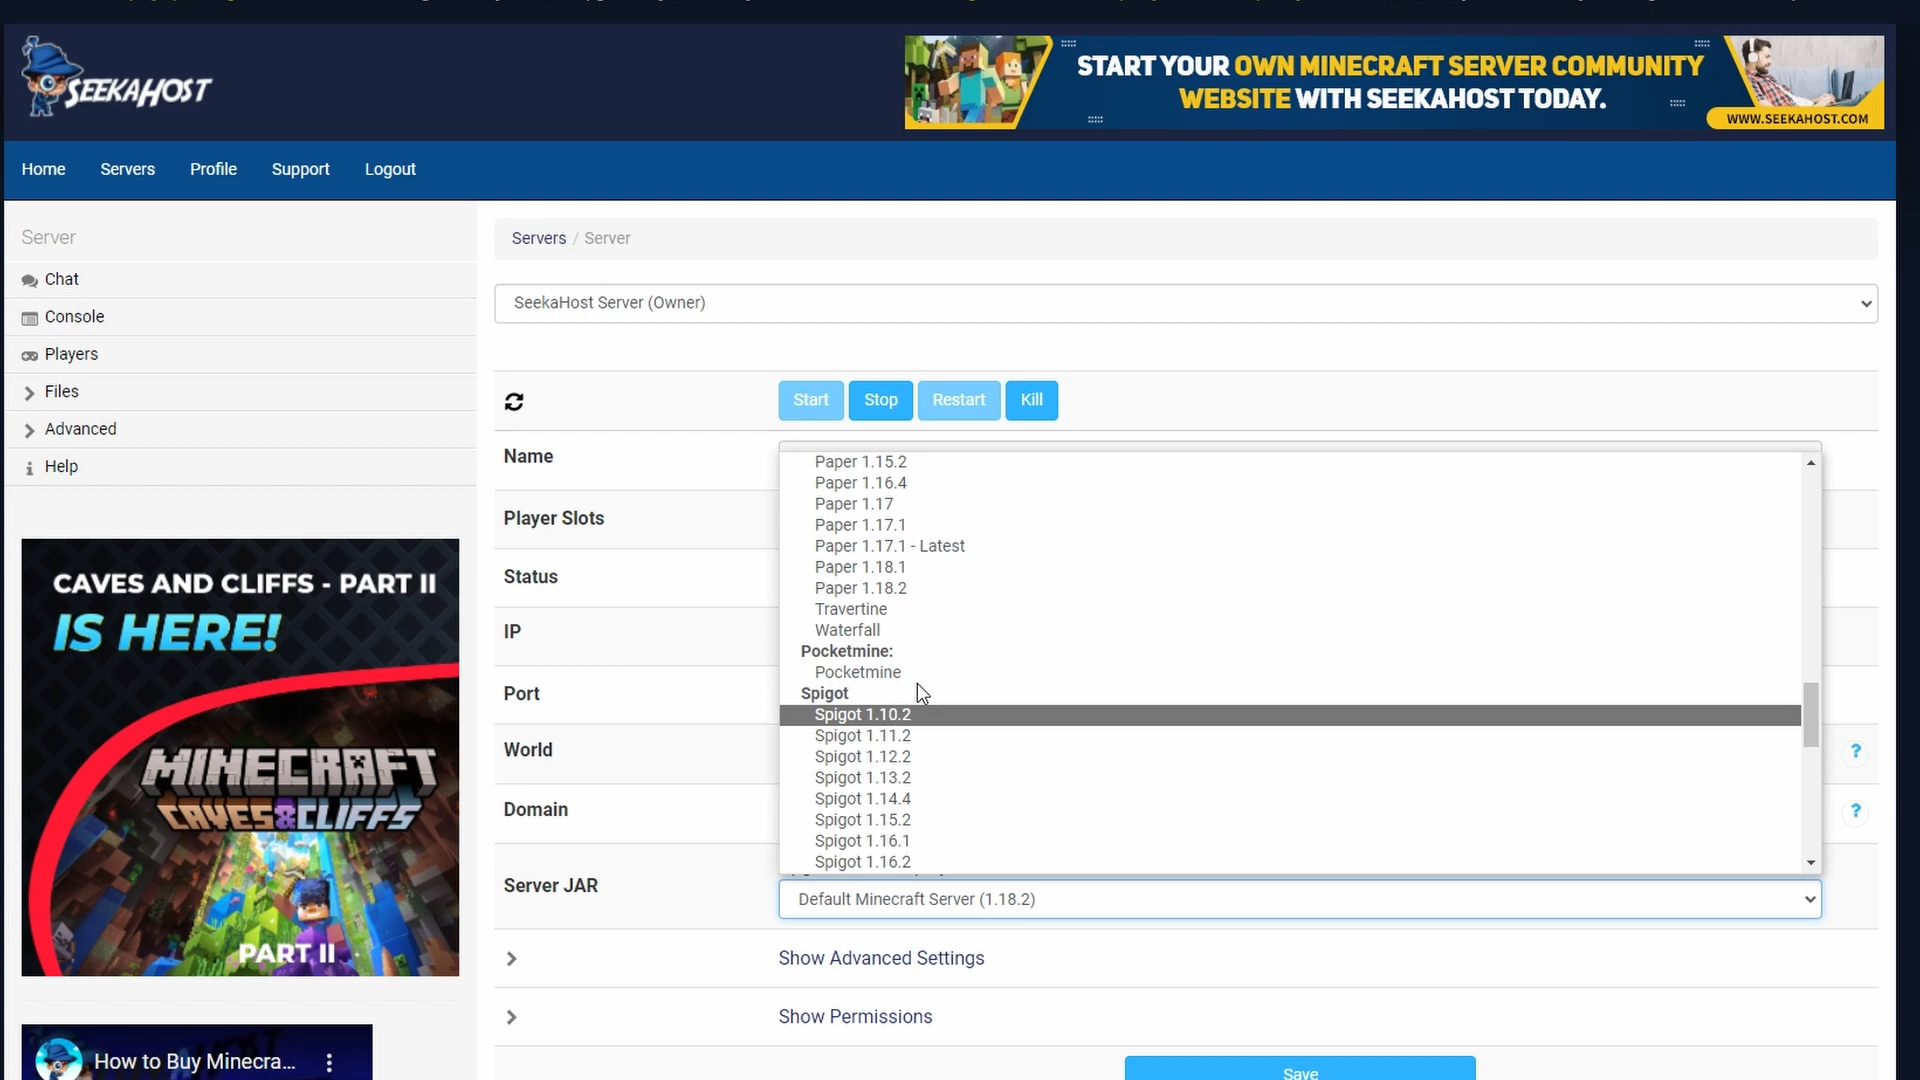 SEEKAHOST
START YOUR OWN MINECRAFT SERVER COMMUNITY
WEBSITE WITH SEEKAHOST TODAY.
WWW.SEEKAHOST.COM
Home Servers Profile Support Logout
Server
Chat
Console
Players
Files
Advanced
Help
CAVES AND CLIFFS - PART II
IS HERE!
MINECRAFT
CAVES & CLIFFS
PART II
How to Buy Minecra...
Servers / Server
SeekaHost Server (Owner)
Start Stop Restart Kill
Name
Player Slots
Status
IP
Port
World
?
Domain
?
Server JAR
Paper 1.15.2
Paper 1.16.4
Paper 1.17
Paper 1.17.1
Paper 1.17.1 - Latest
Paper 1.18.1
Paper 1.18.2
Travertine
Waterfall
Pocketmine:
Pocketmine
Spigot
Spigot 1.10.2
Spigot 1.11.2
Spigot 1.12.2
Spigot 1.13.2
Spigot 1.14.4
Spigot 1.15.2
Spigot 1.16.1
Spigot 1.16.2
Default Minecraft Server (1.18.2)
Show Advanced Settings
Show Permissions
Save